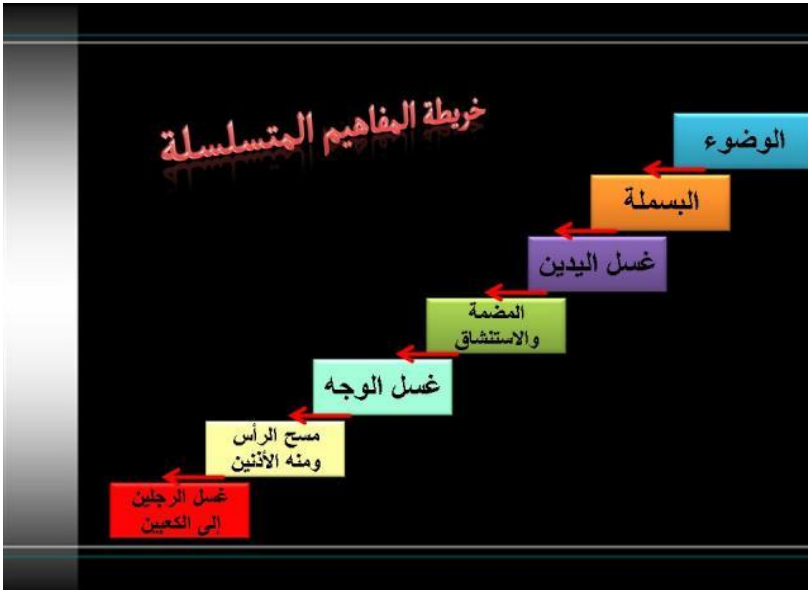 خريطة المفاهيم المتسلسلة
الوضوء
البسملة
غسل اليدين
المضمة
والاستنشاق
غسل الوجه
مسح الرأس
ومنه الأذنين
غسل الرجلين
إلى الكعبين